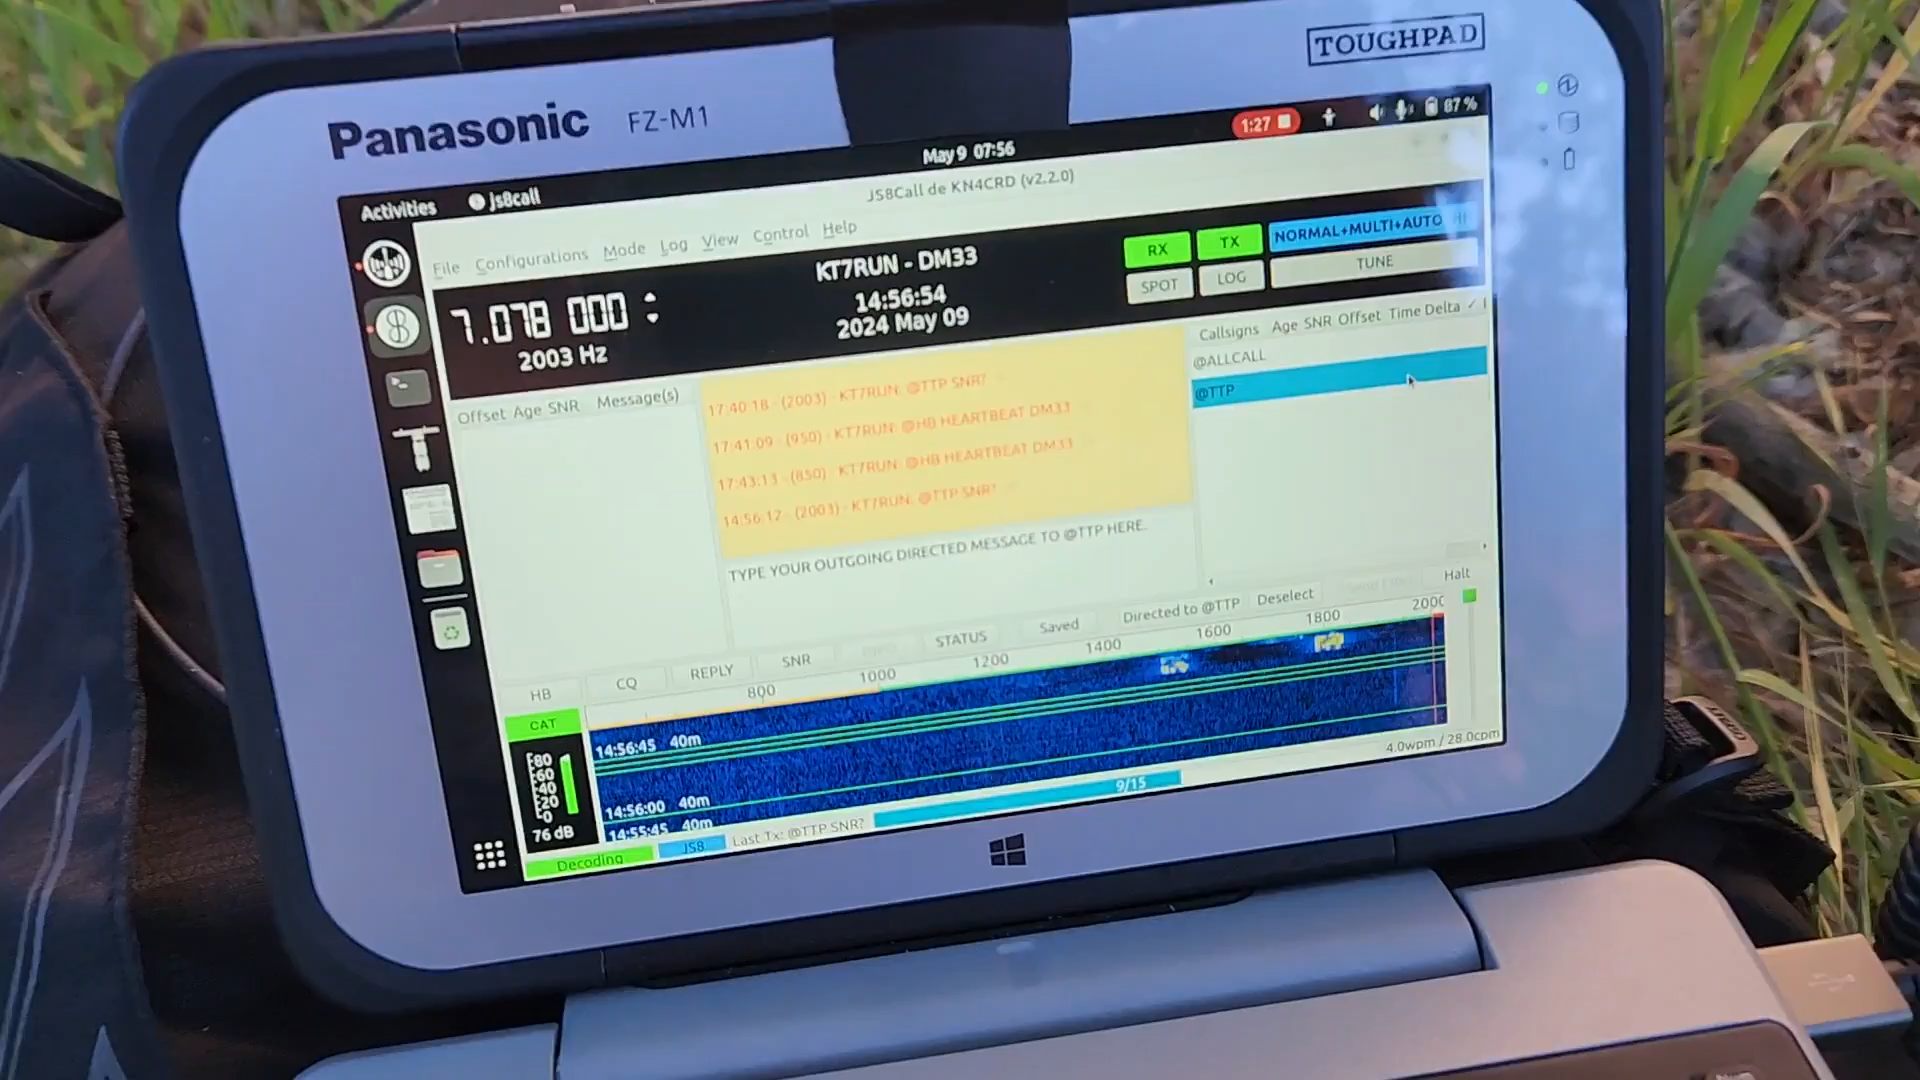 TOUGHPAD
Panasonic FZ-M1
1:27 87 %
May 9 07:56
Activities js8call
JS8Call de KN4CRD (v2.2.0)
File Configurations Mode Log View Control Help
7.078 000
2003 Hz
KT7RUN - DM33
14:56:54
2024 May 09
RX TX NORMAL+MULTI+AUTO
SPOT LOG TUNE
Offset Age SNR Message(s)
17:40:18 - (2003) - KT7RUN: @TTP SNR?
17:41:09 - (950) - KT7RUN: @HB HEARTBEAT DM33
17:43:13 - (850) - KT7RUN: @HB HEARTBEAT DM33
14:56:12 - (2003) - KT7RUN: @TTP SNR?
TYPE YOUR OUTGOING DIRECTED MESSAGE TO @TTP HERE.
Callsigns Age SNR Offset Time Delta ✓
@ALLCALL
@TTP
HB CQ REPLY SNR STATUS Saved Directed to @TTP Deselect Halt
800 1000 1200 1400 1600 1800 2000
CAT
80
60
40
20
0
76 dB
14:56:45 40m
14:56:00 40m
14:55:45 40m
4.0wpm / 28.0cpm
Decoding JS8 Last Tx: @TTP SNR? 9/15